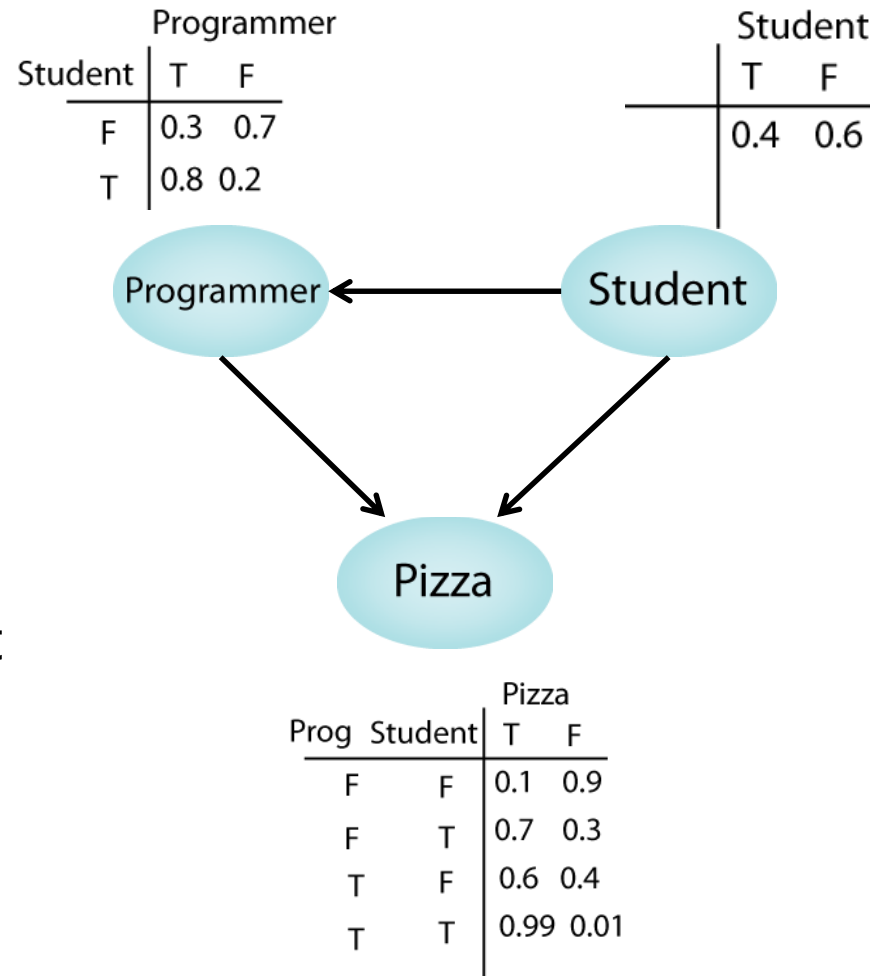 Programmer
Student T F
F 0.3 0.7
T 0.8 0.2
Student
T F
0.4 0.6
Programmer
Student
Pizza
Pizza
Prog Student T F
F F 0.1 0.9
F T 0.7 0.3
T F 0.6 0.4
T T 0.99 0.01